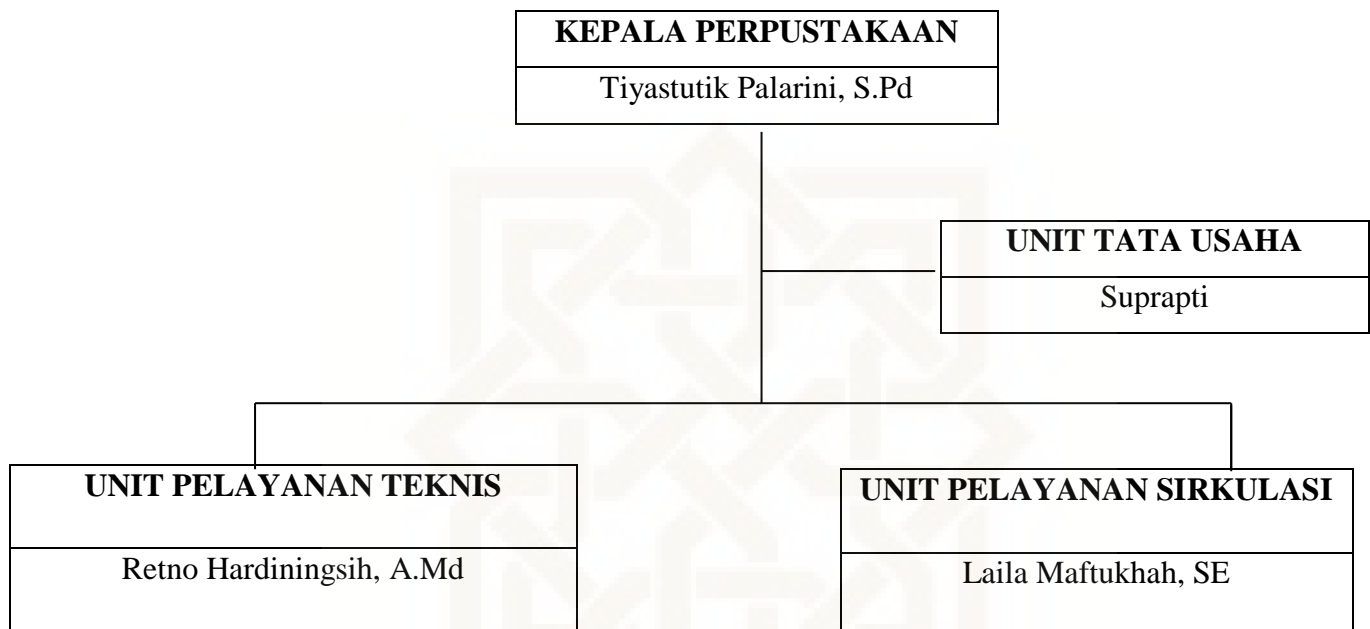 KEPALA PERPUSTAKAAN
Tiyastutik Palarini, S.Pd
UNIT TATA USAHA
Suprapti
UNIT PELAYANAN TEKNIS
Retno Hardiningsih, A.Md
UNIT PELAYANAN SIRKULASI
Laila Maftukhah, SE